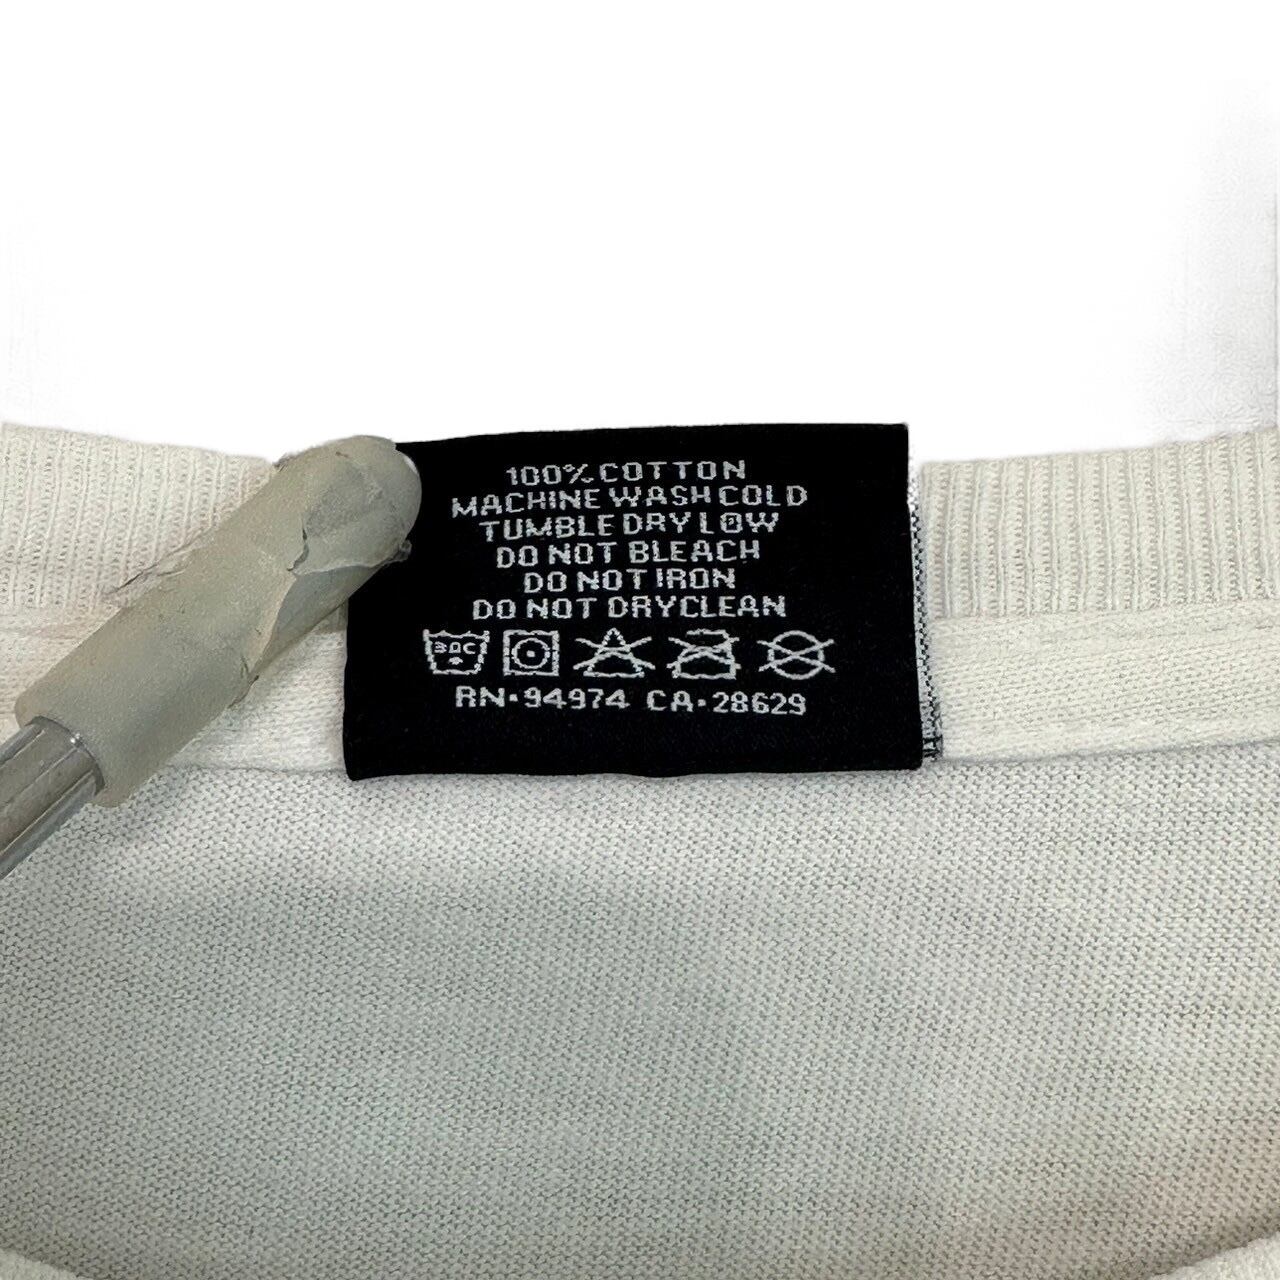 100% COTTON
MACHINE WASH COLD
TUMBLE DRY LOW
DO NOT BLEACH
DO NOT IRON
DO NOT DRYCLEAN
30C
RN·94974 CA·28629